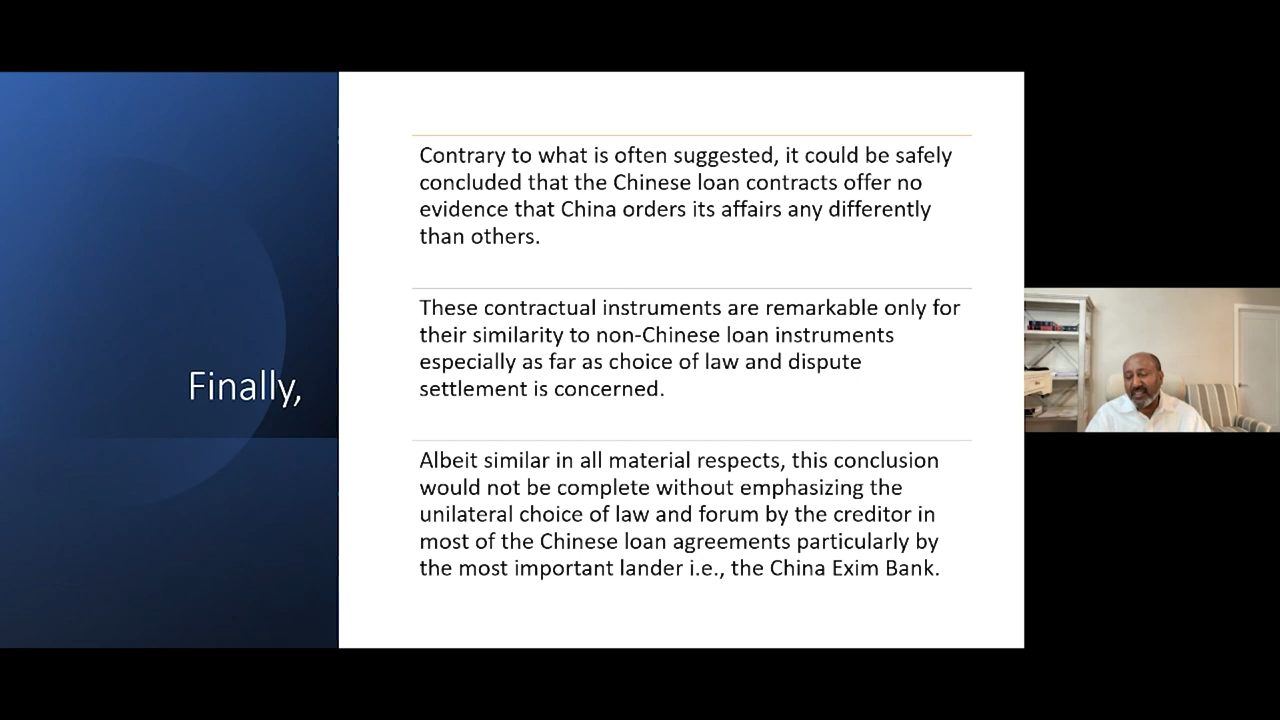 Finally,
Contrary to what is often suggested, it could be safely
concluded that the Chinese loan contracts offer no
evidence that China orders its affairs any differently
than others.
These contractual instruments are remarkable only for
their similarity to non-Chinese loan instruments
especially as far as choice of law and dispute
settlement is concerned.
Albeit similar in all material respects, this conclusion
would not be complete without emphasizing the
unilateral choice of law and forum by the creditor in
most of the Chinese loan agreements particularly by
the most important lander i.e., the China Exim Bank.